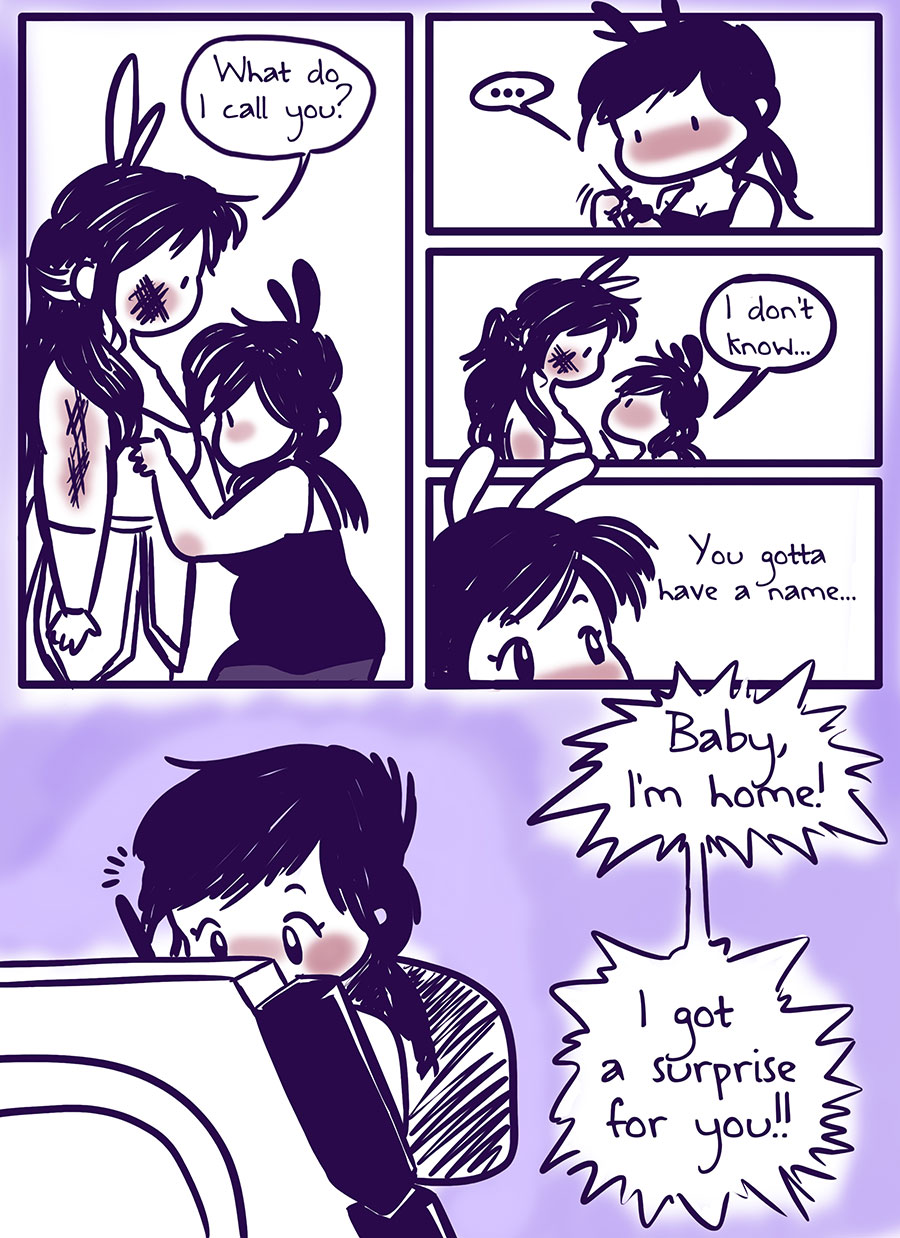 What do
I call you?
...
I don't
know...
You gotta
have a name...
Baby,
I'm home!
I got
a surprise
for you!!